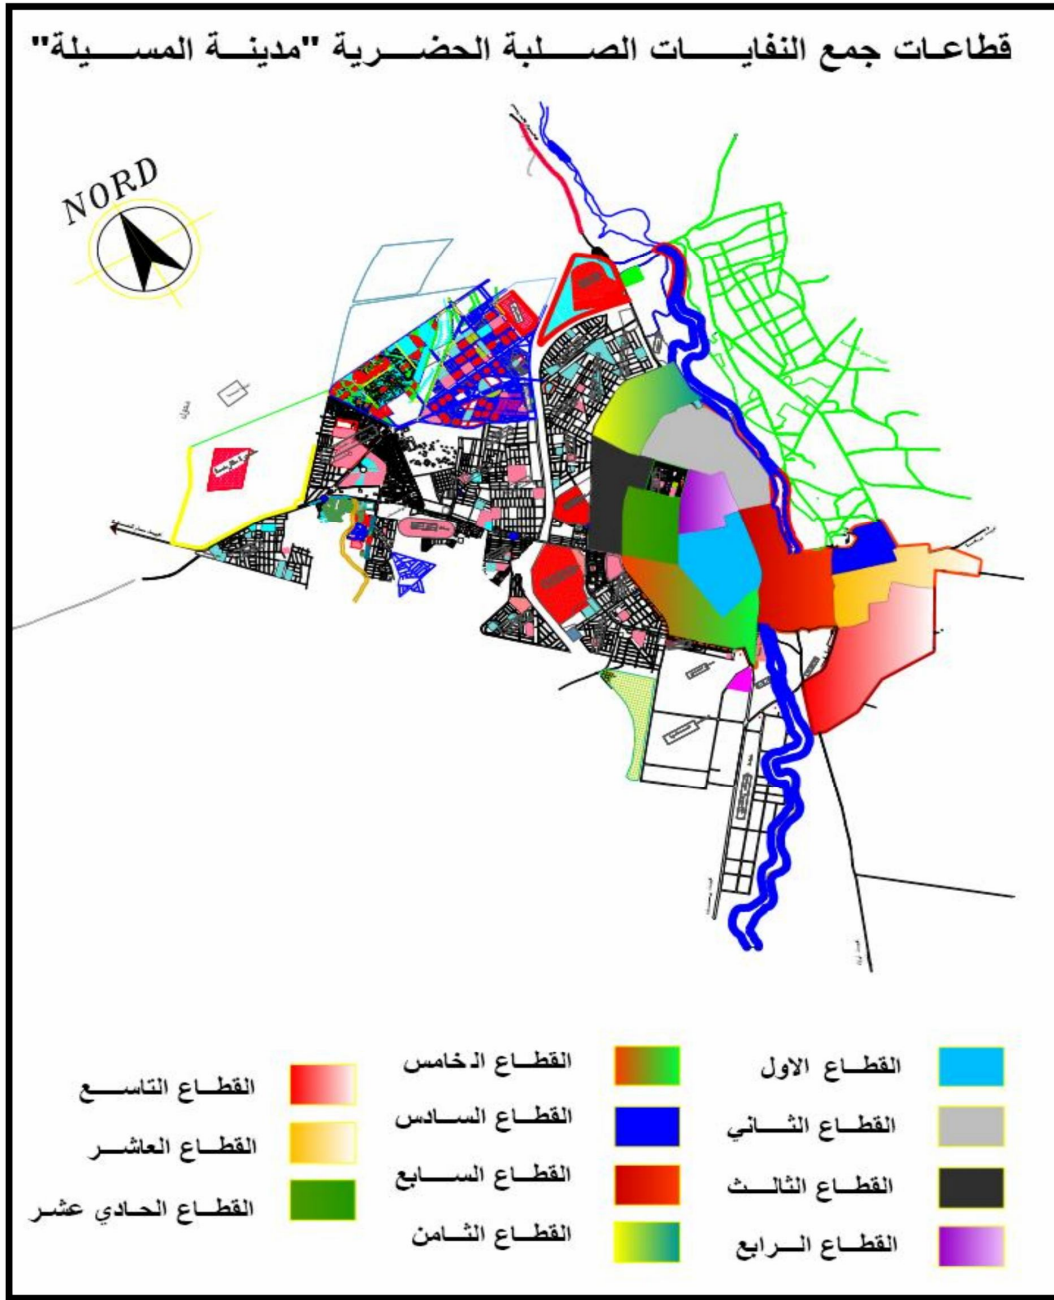 قطاعات جمع النفايات الصلبة الحضرية "مدينة المسيلة"
NORD
القطاع الاول
القطاع الثاني
القطاع الثالث
القطاع الرابع
القطاع الخامس
القطاع السادس
القطاع السابع
القطاع الثامن
القطاع التاسع
القطاع العاشر
القطاع الحادي عشر